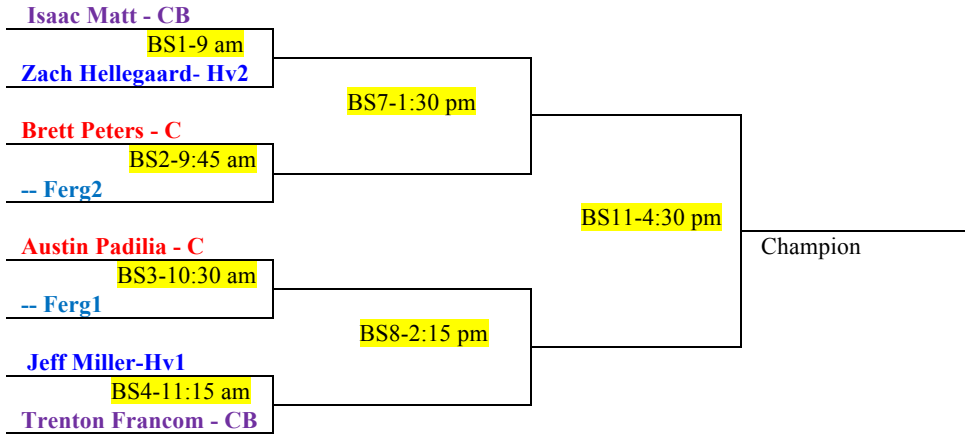 Isaac Matt - CB
BS1-9 am
Zach Hellegaard- Hv2
BS7-1:30 pm
Brett Peters - C
BS2-9:45 am
-- Ferg2
BS11-4:30 pm
Austin Padilia - C
Champion
BS3-10:30 am
-- Ferg1
BS8-2:15 pm
Jeff Miller-Hv1
BS4-11:15 am
Trenton Francom - CB